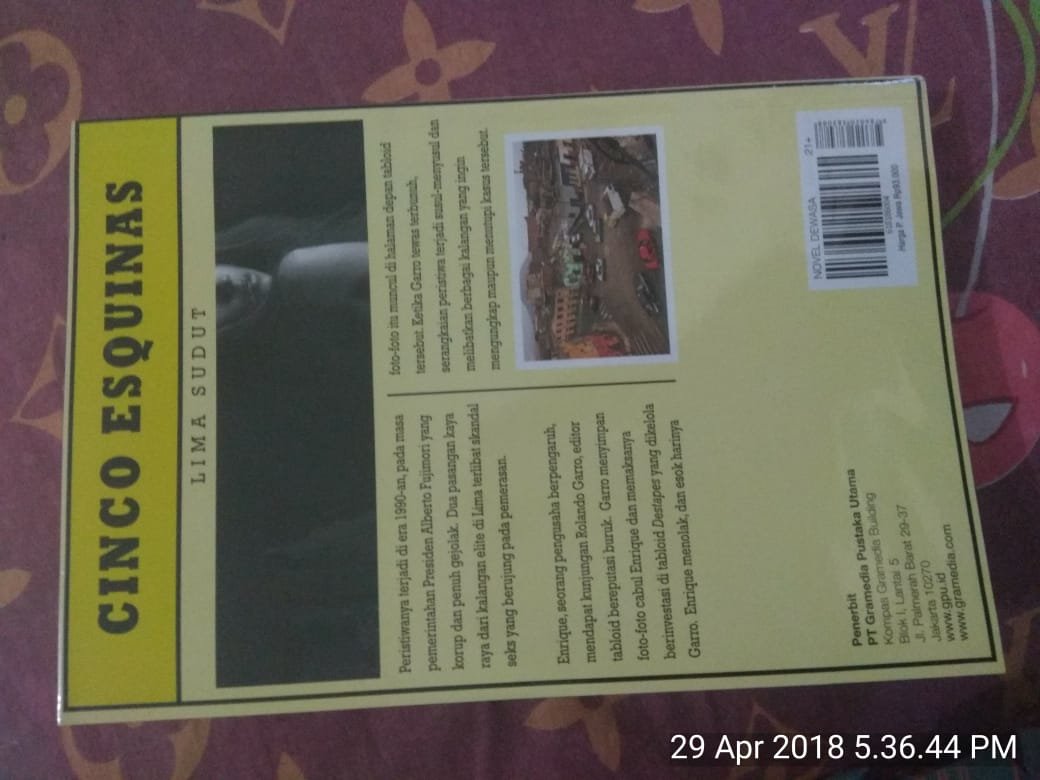 CINCO ESQUINAS
LIMA SUDUT
Peristiwanya terjadi di era 1990-an, pada masa
pemerintahan Presiden Alberto Fujimori yang
korup dan penuh gejolak. Dua pasangan kaya
raya dari kalangan elite di Lima terlibat skandal
seks yang berujung pada pemerasan.
Enrique, seorang pengusaha berpengaruh,
mendapat kunjungan Rolando Garro, editor
tabloid bereputasi buruk. Garro menyimpan
foto-foto cabul Enrique dan memaksanya
berinvestasi di tabloid Destapes yang dikelola
Garro. Enrique menolak, dan esok harinya
foto-foto itu muncul di halaman depan tabloid
tersebut. Ketika Garro tewas terbunuh,
serangkaian peristiwa terjadi susul-menyusul dan
melibatkan berbagai kalangan yang ingin
mengungkap maupun menutupi kasus tersebut.
Penerbit
PT Gramedia Pustaka Utama
Kompas Gramedia Building
Blok I, Lantai 5
Jl. Palmerah Barat 29-37
Jakarta 10270
www.gpu.id
www.gramedia.com
NOVEL DEWASA 21+
Harga P. Jawa Rp93.000
29 Apr 2018 5.36.44 PM